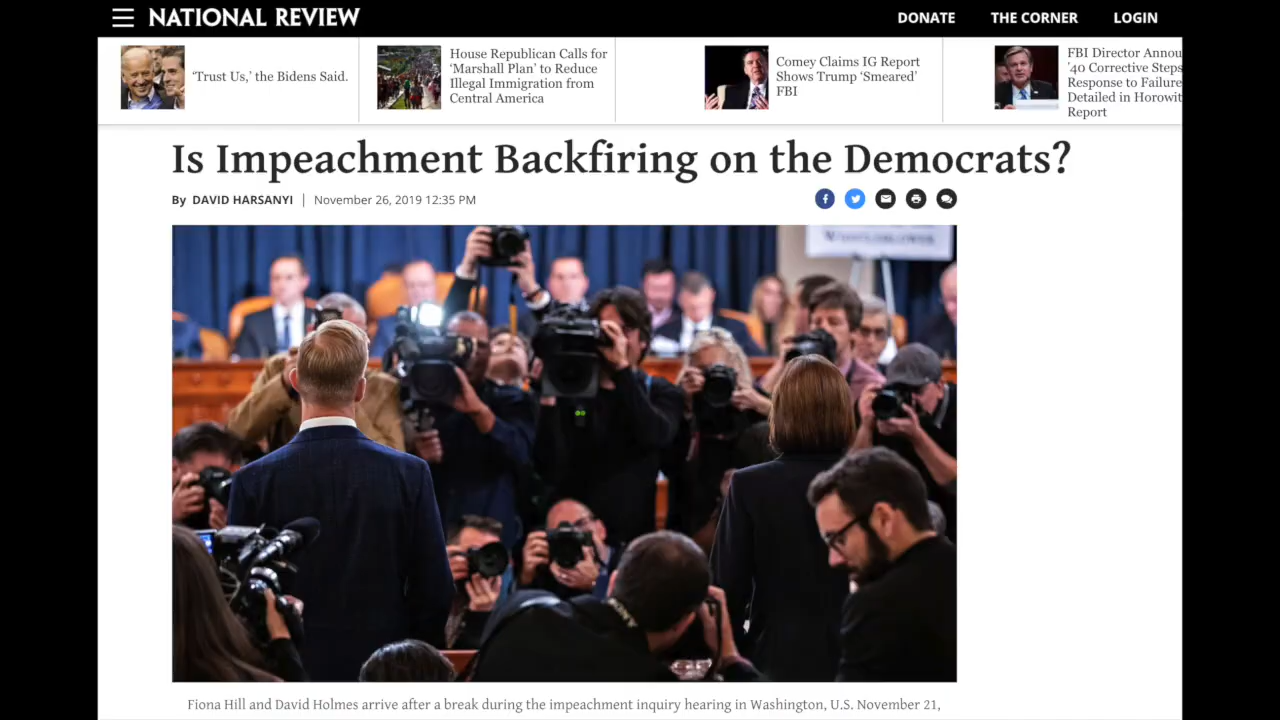 NATIONAL REVIEW
DONATE
THE CORNER
LOGIN
'Trust Us,' the Bidens Said.
House Republican Calls for
'Marshall Plan' to Reduce
Illegal Immigration from
Central America
Comey Claims IG Report
Shows Trump 'Smeared'
FBI
FBI Director Annou
'40 Corrective Steps
Response to Failure
Detailed in Horowit
Report
Is Impeachment Backfiring on the Democrats?
By DAVID HARSANYI | November 26, 2019 12:35 PM
SONY
Fiona Hill and David Holmes arrive after a break during the impeachment inquiry hearing in Washington, U.S. November 21,